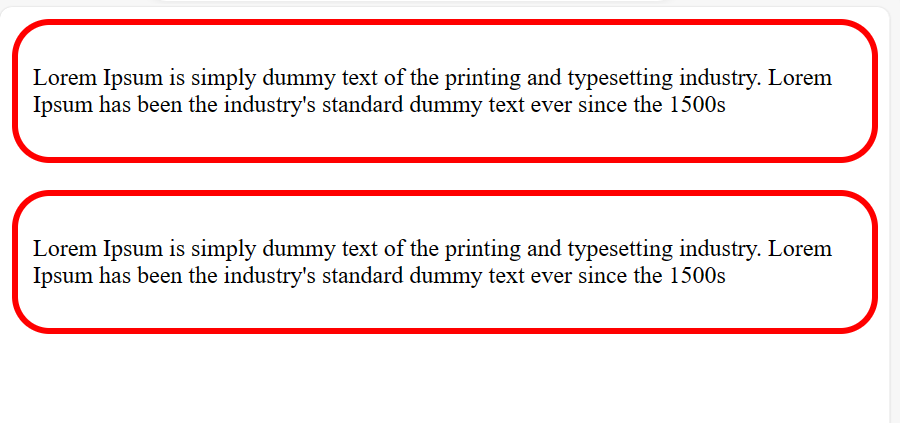 Lorem Ipsum is simply dummy text of the printing and typesetting industry. Lorem
Ipsum has been the industry's standard dummy text ever since the 1500s
Lorem Ipsum is simply dummy text of the printing and typesetting industry. Lorem
Ipsum has been the industry's standard dummy text ever since the 1500s